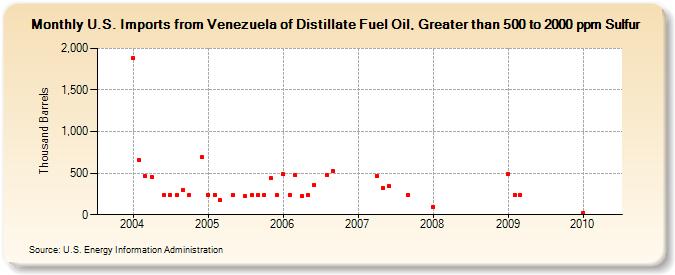 Monthly U.S. Imports from Venezuela of Distillate Fuel Oil, Greater than 500 to 2000 ppm Sulfur
Thousand Barrels
2,000
1,500
1,000
500
0
2004 2005 2006 2007 2008 2009 2010
Source: U.S. Energy Information Administration